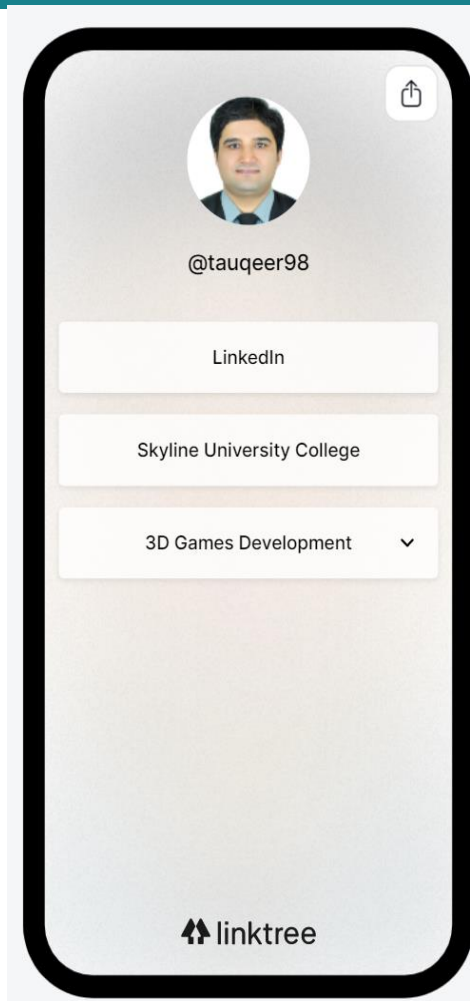 @tauqeer98
LinkedIn
Skyline University College
3D Games Development
linktree